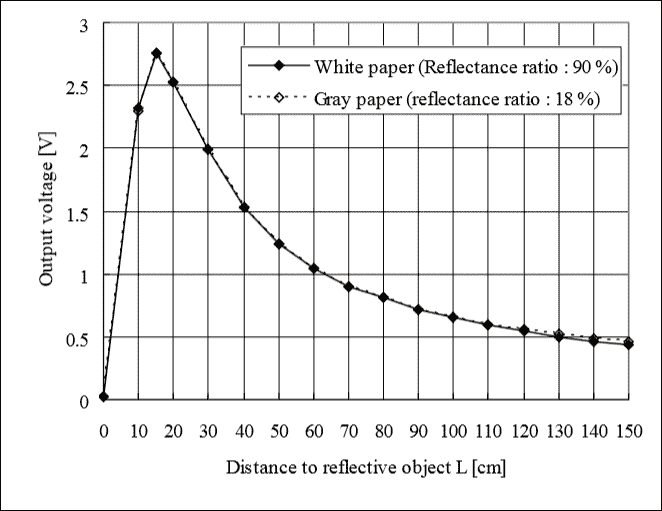 3
White paper (Reflectance ratio : 90 %)
2.5
Gray paper (reflectance ratio : 18 %)
2
Output voltage [V]
1.5
1
0.5
0
0 10 20 30 40 50 60 70 80 90 100 110 120 130 140 150
Distance to reflective object L [cm]